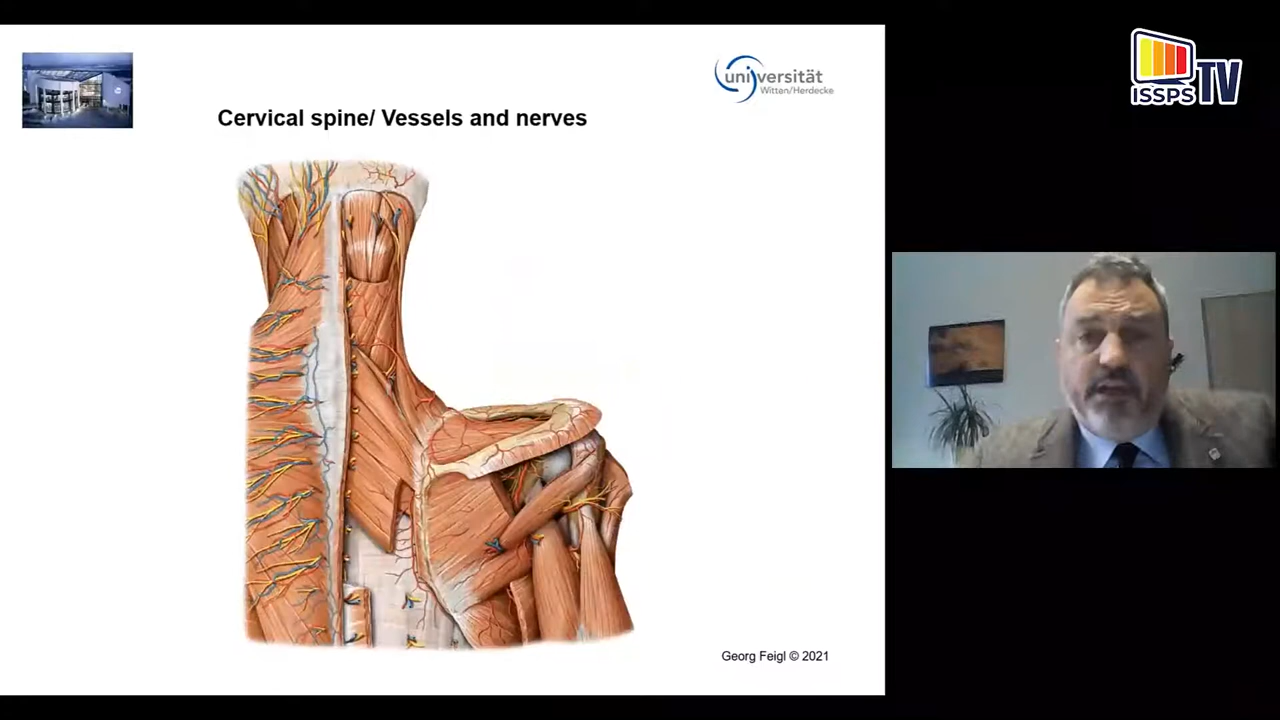 universität
Witten/Herdecke
ISSPS TV
Cervical spine/ Vessels and nerves
Georg Feigl © 2021